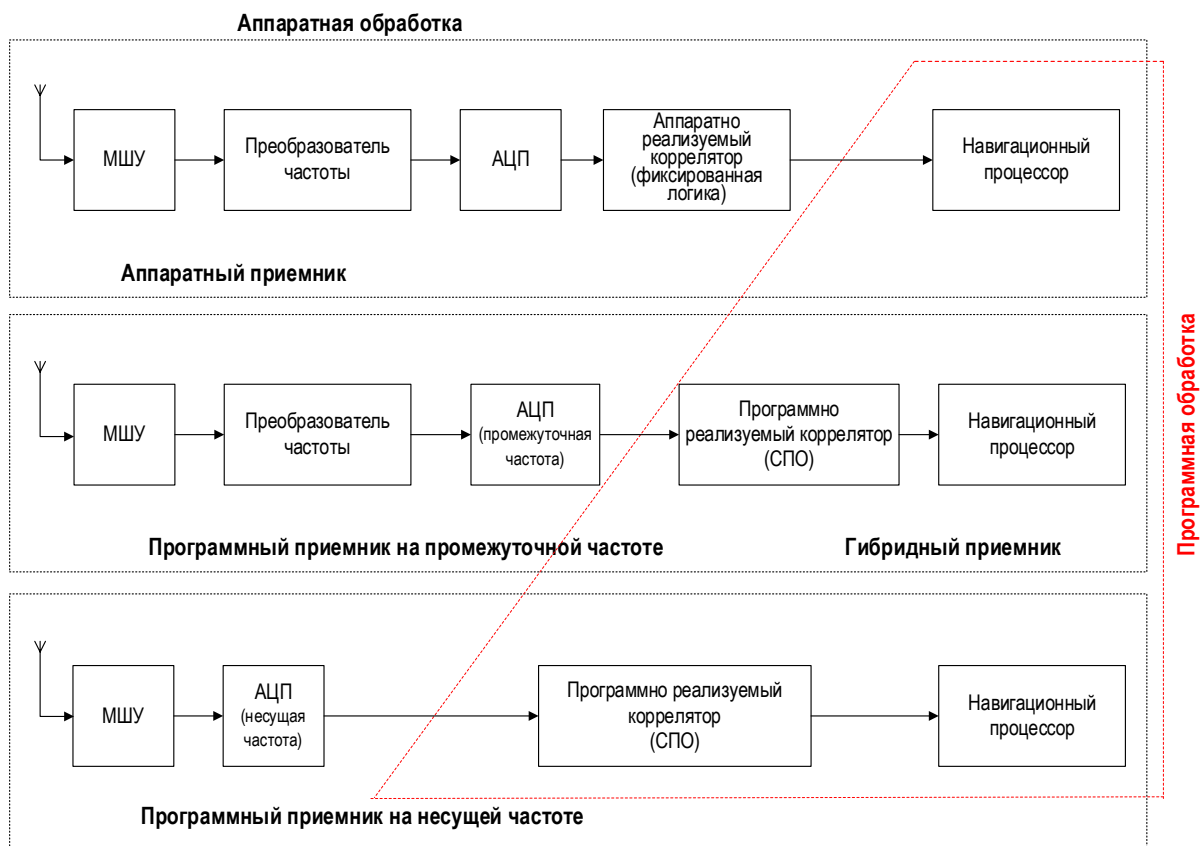 Аппаратная обработка
МШУ
Преобразователь
частоты
АЦП
Аппаратно
реализуемый
коррелятор
(фиксированная
логика)
Навигационный
процессор
Аппаратный приемник
МШУ
Преобразователь
частоты
АЦП
(промежуточная
частота)
Программно
реализуемый коррелятор
(СПО)
Навигационный
процессор
Программный приемник на промежуточной частоте
Гибридный приемник
МШУ
АЦП
(несущая
частота)
Программно реализуемый
коррелятор
(СПО)
Навигационный
процессор
Программный приемник на несущей частоте
Программная обработка